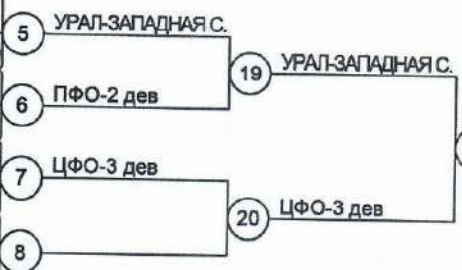 5 УРАЛ-ЗАПАДНАЯ С.
19 УРАЛ-ЗАПАДНАЯ С.
6 ПФО-2 дев
7 ЦФО-3 дев
20 ЦФО-3 дев
8